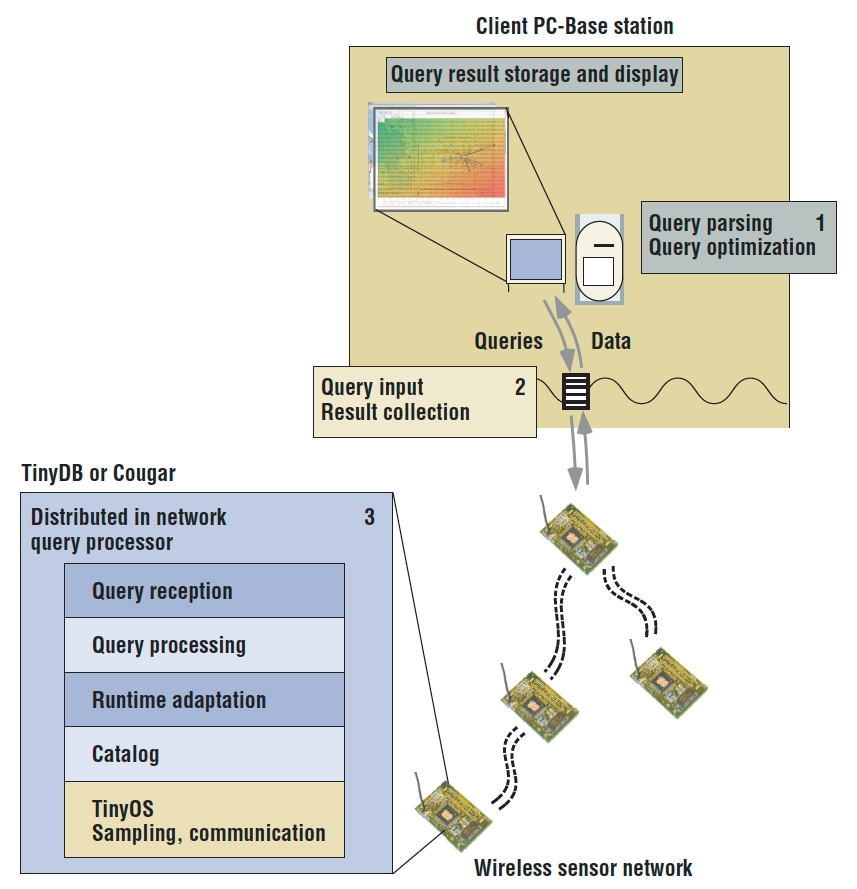 Client PC-Base station
Query result storage and display
Query parsing 1
Query optimization
Queries Data
Query input 2
Result collection
TinyDB or Cougar
Distributed in network 3
query processor
Query reception
Query processing
Runtime adaptation
Catalog
TinyOS
Sampling, communication
Wireless sensor network